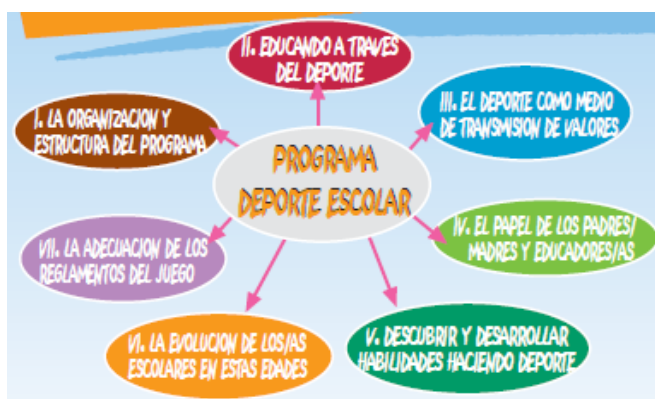 PROGRAMA
DEPORTE ESCOLAR
I. LA ORGANIZACION Y
ESTRUCTURA DEL PROGRAMA
II. EDUCANDO A TRAVES
DEL DEPORTE
III. EL DEPORTE COMO MEDIO
DE TRANSMISION DE VALORES
IV. EL PAPEL DE LOS PADRES/
MADRES Y EDUCADORES/AS
V. DESCUBRIR Y DESARROLLAR
HABILIDADES HACIENDO DEPORTE
VI. LA EVOLUCION DE LOS/AS
ESCOLARES EN ESTAS EDADES
VII. LA ADECUACION DE LOS
REGLAMENTOS DEL JUEGO